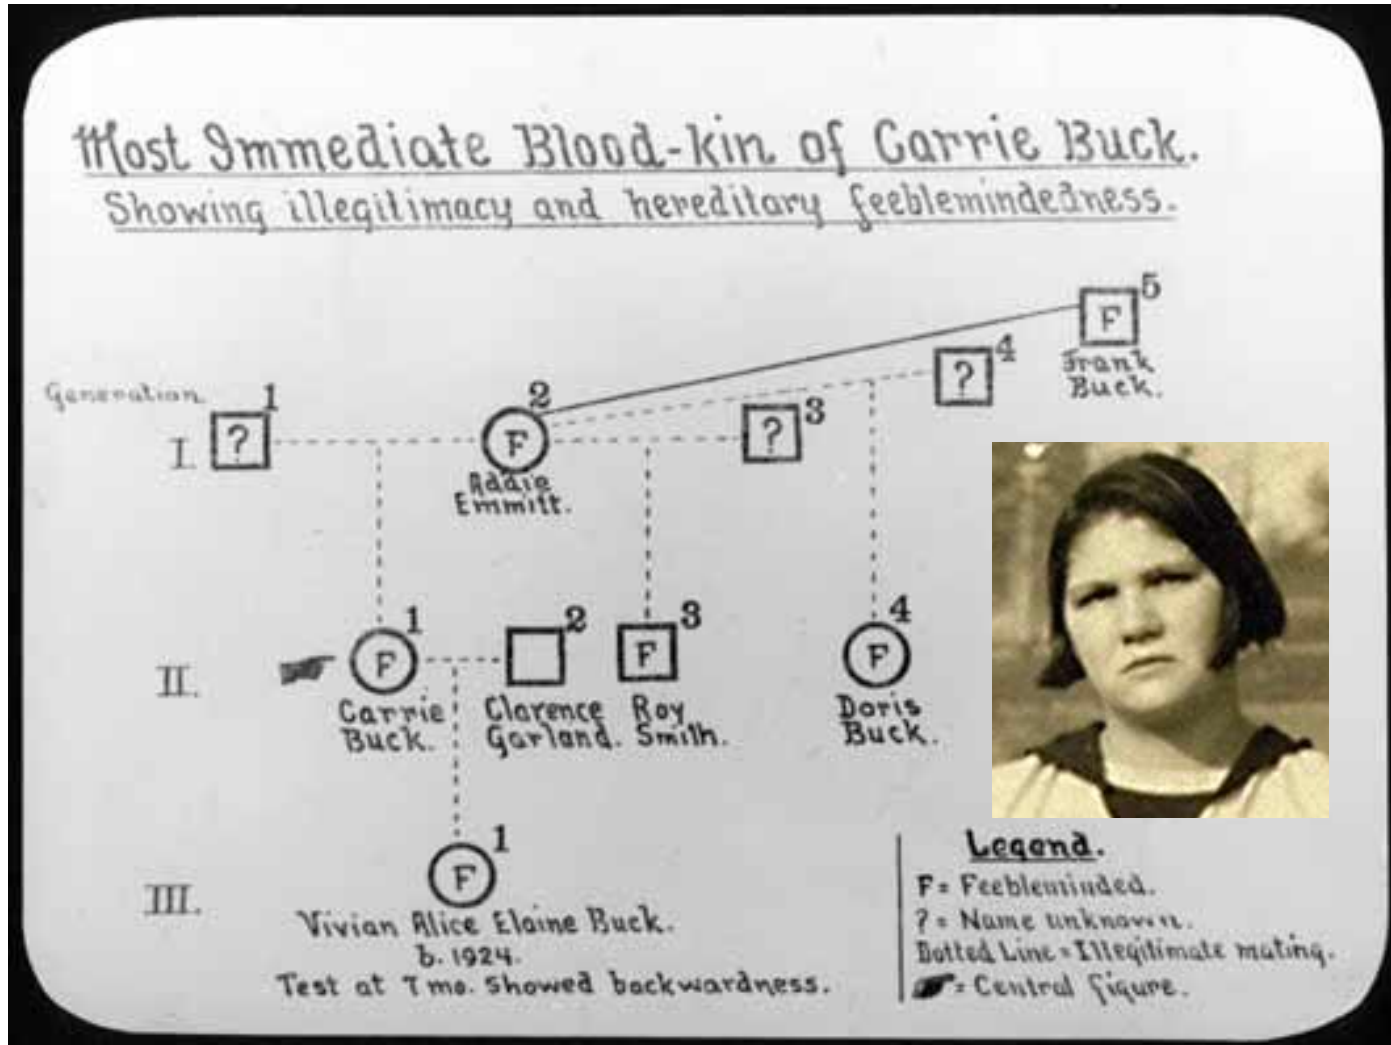 Most Immediate Blood-kin of Carrie Buck.
Showing illegitimacy and hereditary feeblemindedness.
5
F
Frank
Buck.
4
?
Generation
1
2
3
I.
?
F
?
Addie
Emmitt.
1
2
3
4
II.
F
F
F
Carrie
Buck.
Clarence
Garland.
Roy
Smith.
Doris
Buck.
1
III.
F
Vivian Alice Elaine Buck.
b. 1924.
Test at 7 mo. Showed backwardness.
Legend.
F = Feebleminded.
? = Name unknown.
Dotted Line = Illegitimate mating.
= Central figure.